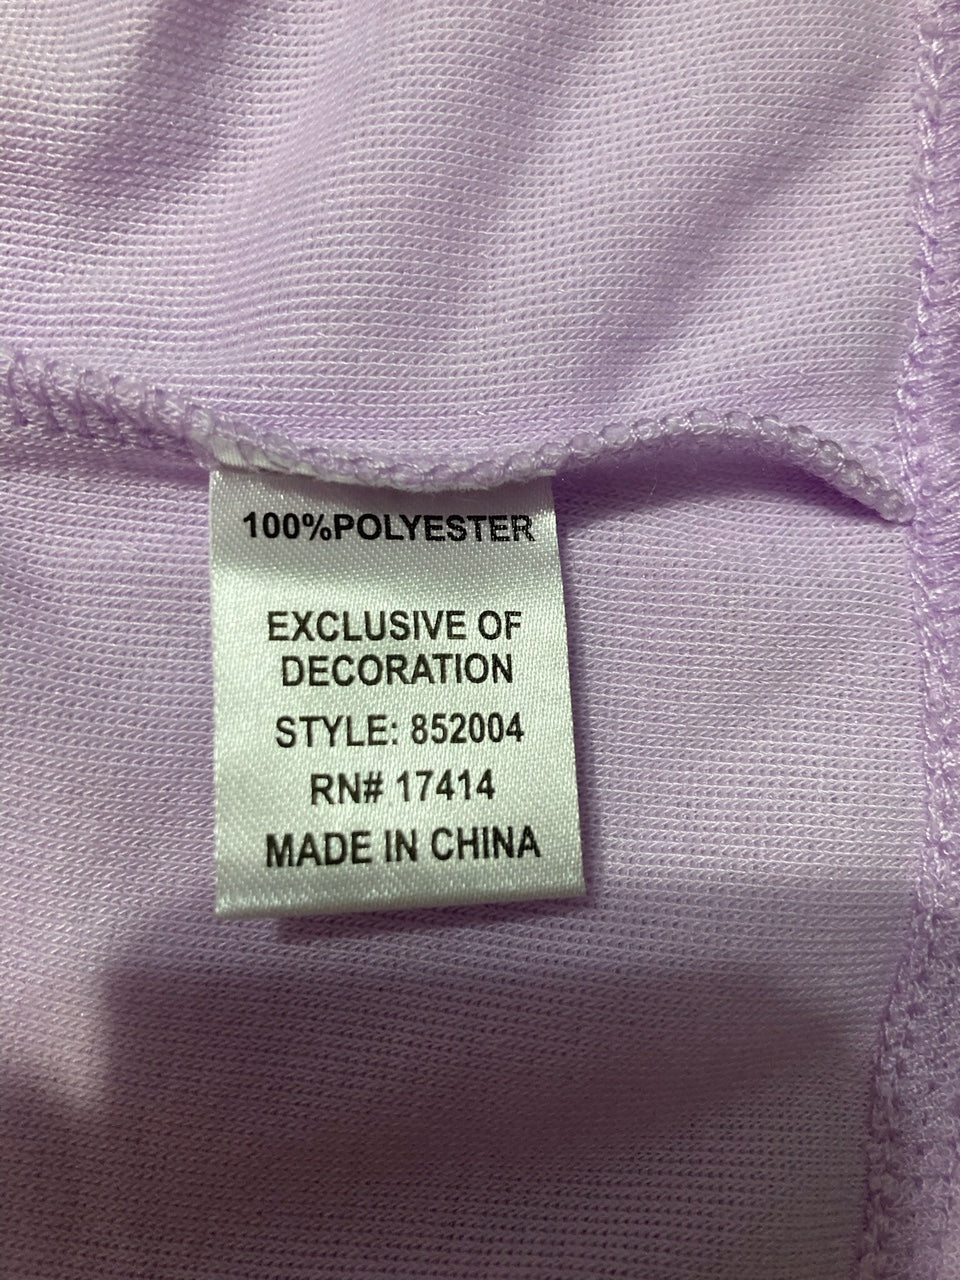 100%POLYESTER
EXCLUSIVE OF
DECORATION
STYLE: 852004
RN# 17414
MADE IN CHINA